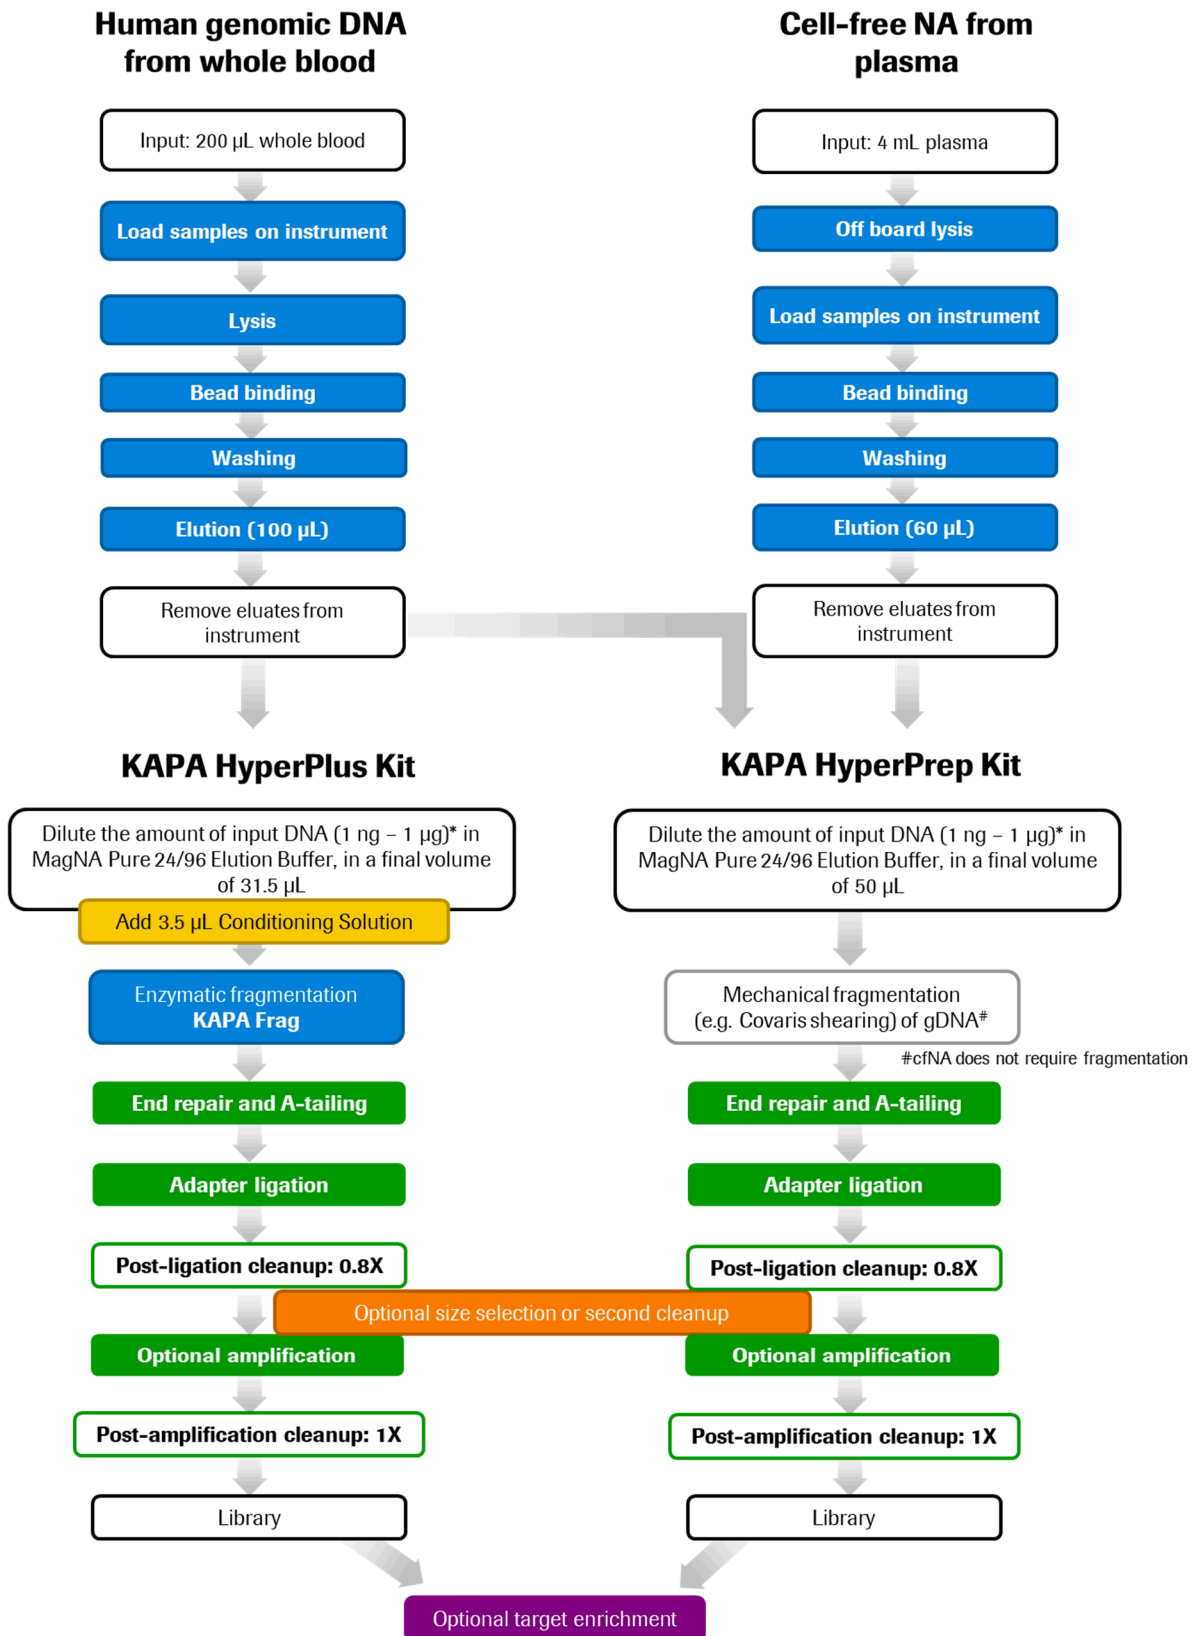 Human genomic DNA
from whole blood
Input: 200 µL whole blood
Load samples on instrument
Lysis
Bead binding
Washing
Elution (100 µL)
Remove eluates from
instrument
Cell-free NA from
plasma
Input: 4 mL plasma
Off board lysis
Load samples on instrument
Bead binding
Washing
Elution (60 µL)
Remove eluates from
instrument
KAPA HyperPlus Kit
Dilute the amount of input DNA (1 ng – 1 µg)* in
MagNA Pure 24/96 Elution Buffer, in a final volume
of 31.5 µL
Add 3.5 µL Conditioning Solution
Enzymatic fragmentation
KAPA Frag
End repair and A-tailing
Adapter ligation
Post-ligation cleanup: 0.8X
KAPA HyperPrep Kit
Dilute the amount of input DNA (1 ng – 1 µg)* in
MagNA Pure 24/96 Elution Buffer, in a final volume
of 50 µL
Mechanical fragmentation
(e.g. Covaris shearing) of gDNA#
#cfNA does not require fragmentation
End repair and A-tailing
Adapter ligation
Post-ligation cleanup: 0.8X
Optional size selection or second cleanup
Optional amplification
Post-amplification cleanup: 1X
Library
Optional amplification
Post-amplification cleanup: 1X
Library
Optional target enrichment